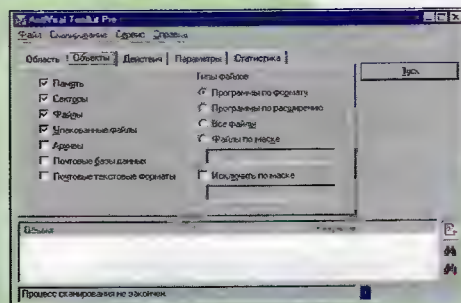 AntiViral Toolkit Pro
Файл Сканирование Сервис Справка
Область Объекты Действия Параметры Статистика
Пуск
Память
Секторы
Файлы
Упакованные файлы
Архивы
Почтовые базы данных
Почтовые текстовые форматы
Типы файлов
Программы по формату
Программы по расширению
Все файлы
Файлы по маске
Исключить по маске
Объект
Процесс сканирования не закончен.